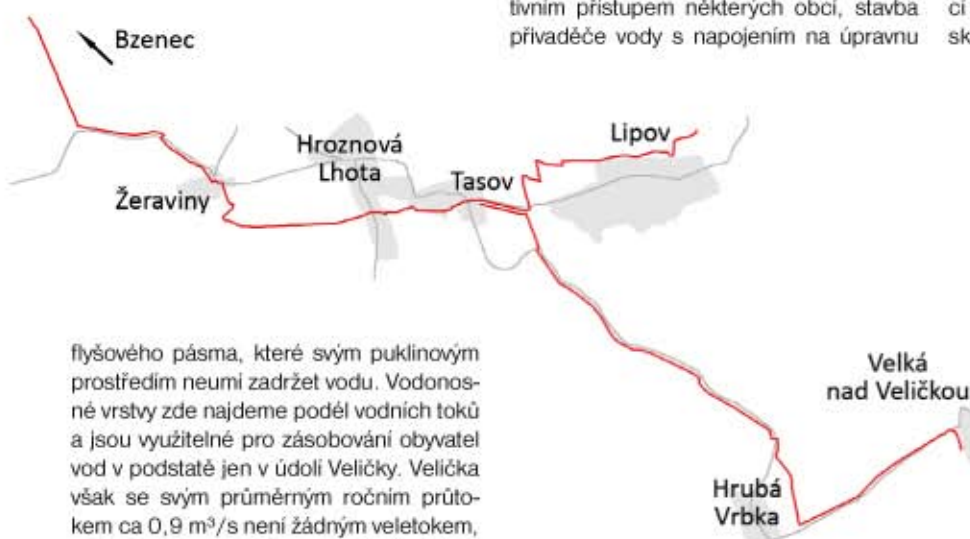 tivním přístupem některých obcí, stavba
přivaděče vody s napojením na úpravnu
cí
sk
Bzenec
Hroznová
Lhota
Lipov
Tasov
Žeraviny
flyšového pásma, které svým puklinovým
prostředím neumí zadržet vodu. Vodonos-
né vrstvy zde najdeme podél vodních toků
a jsou využitelné pro zásobování obyvatel
vod v podstatě jen v údolí Veličky. Velička
však se svým průměrným ročním průto-
kem ca 0,9 m³/s není žádným veletokem,
Velká
nad Veličkou
Hrubá
Vrbka